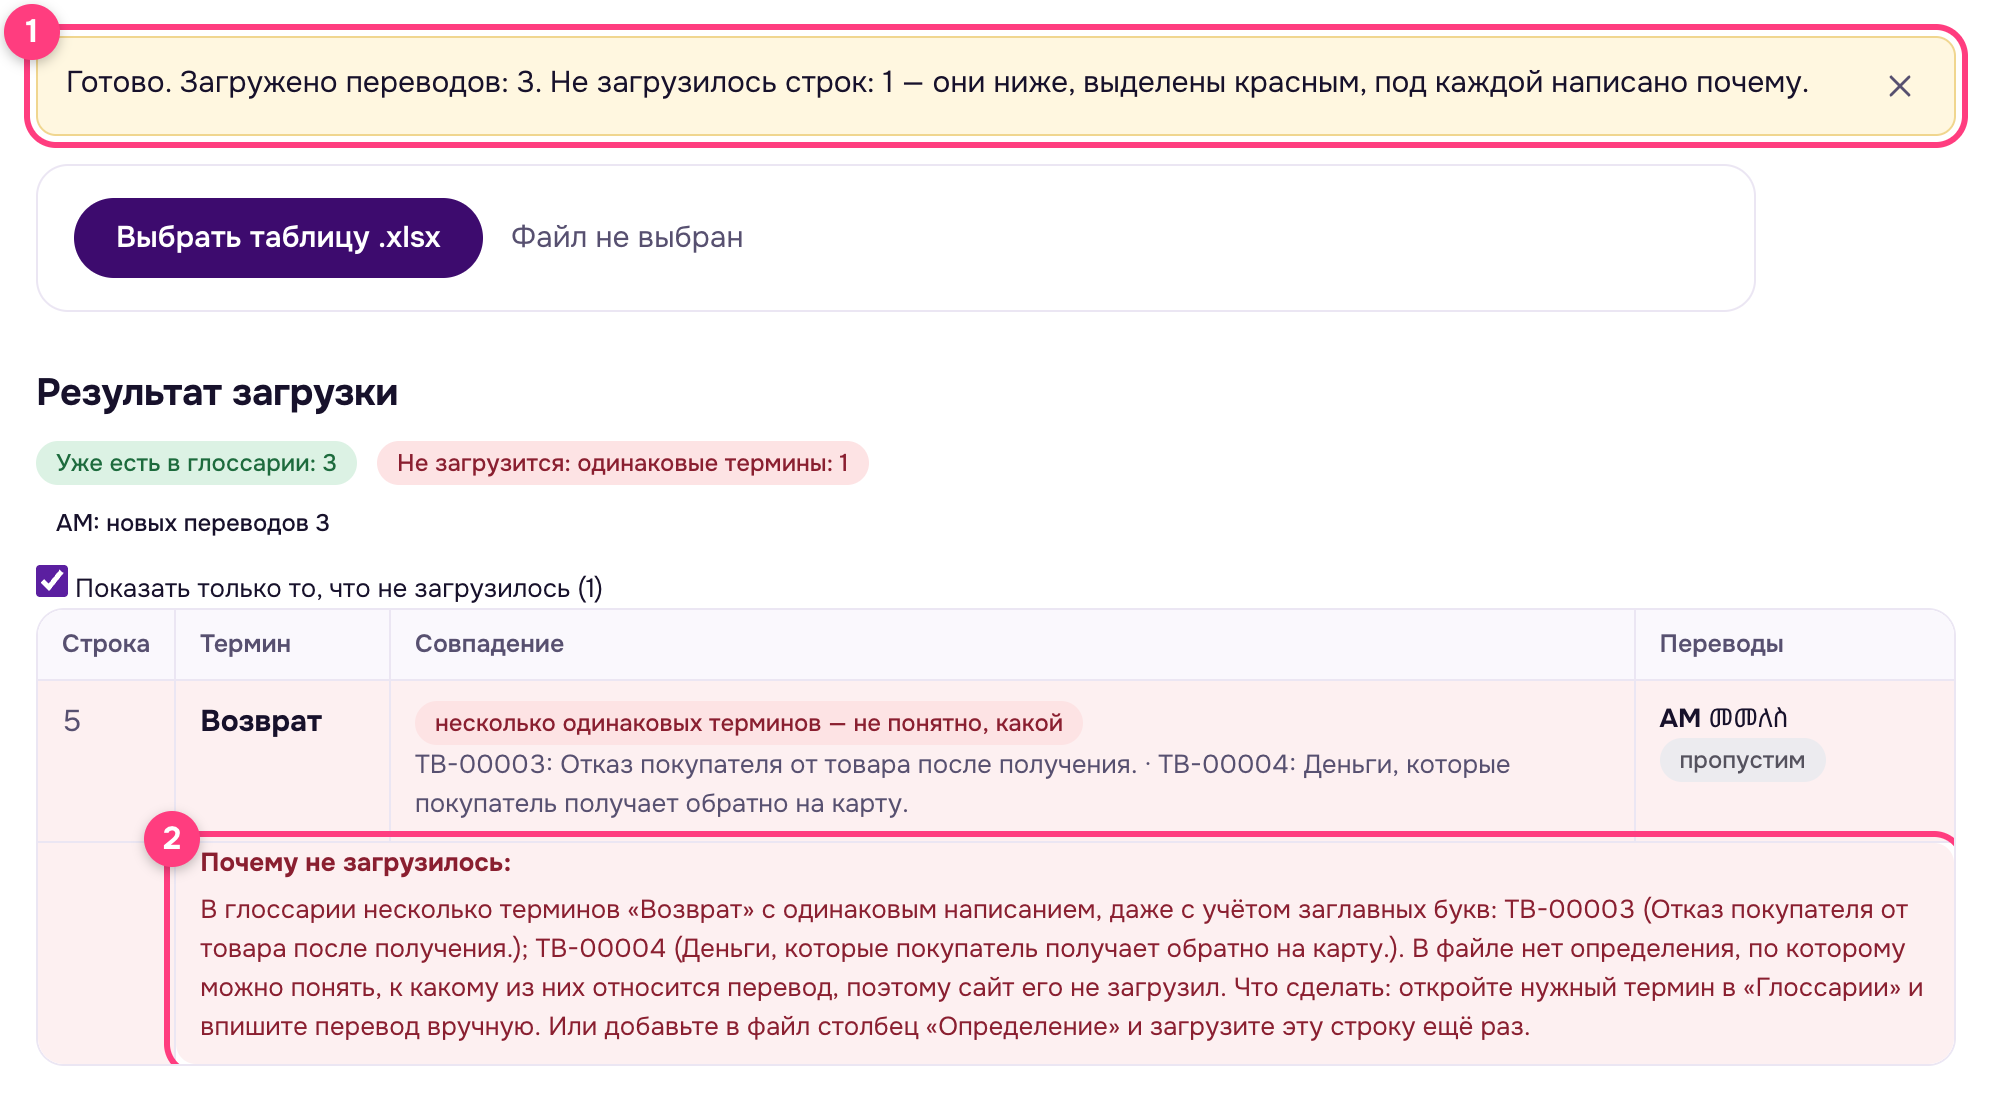 1
Готово. Загружено переводов: 3. Не загрузилось строк: 1 — они ниже, выделены красным, под каждой написано почему.
Выбрать таблицу .xlsx
Файл не выбран
Результат загрузки
Уже есть в глоссарии: 3
Не загрузится: одинаковые термины: 1
AM: новых переводов 3
Показать только то, что не загрузилось (1)
Строка
Термин
Совпадение
Переводы
5
Возврат
несколько одинаковых терминов — не понятно, какой
TB-00003: Отказ покупателя от товара после получения. · TB-00004: Деньги, которые
покупатель получает обратно на карту.
AM መመለስ
пропустим
2
Почему не загрузилось:
В глоссарии несколько терминов «Возврат» с одинаковым написанием, даже с учётом заглавных букв: TB-00003 (Отказ покупателя от
товара после получения.); TB-00004 (Деньги, которые покупатель получает обратно на карту.). В файле нет определения, по которому
можно понять, к какому из них относится перевод, поэтому сайт его не загрузил. Что сделать: откройте нужный термин в «Глоссарии» и
впишите перевод вручную. Или добавьте в файл столбец «Определение» и загрузите эту строку ещё раз.